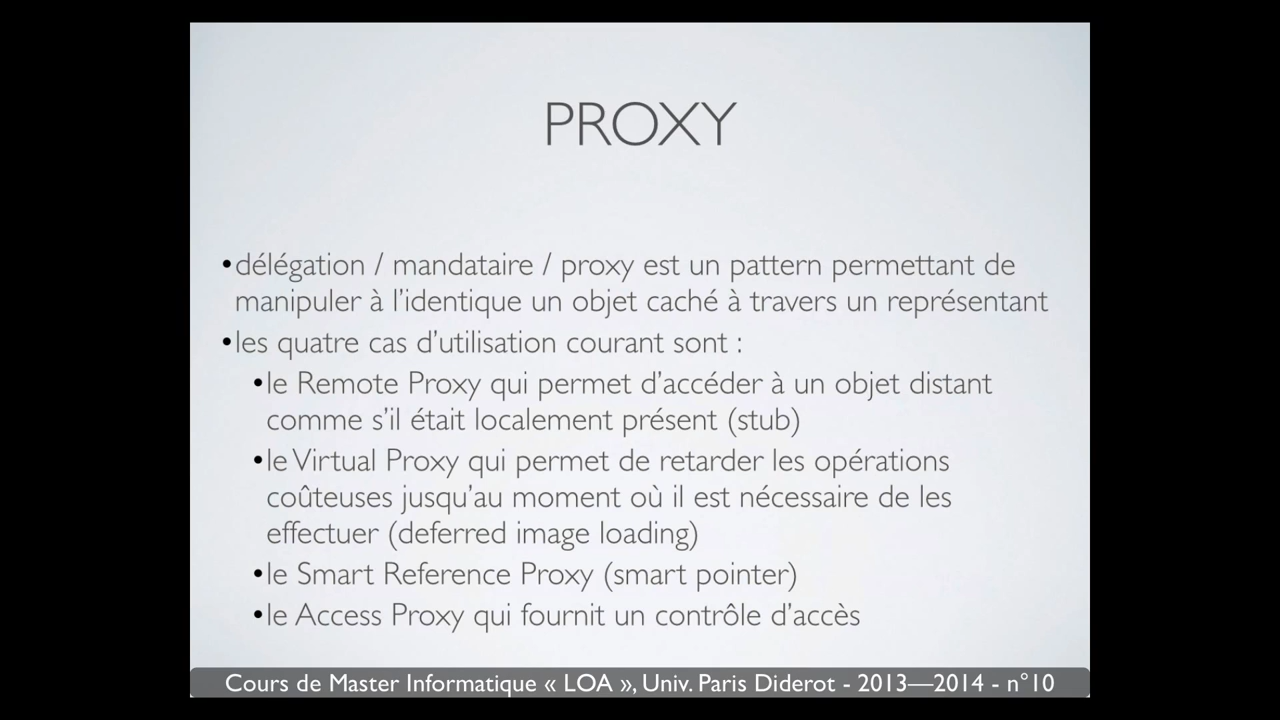 PROXY
•délégation / mandataire / proxy est un pattern permettant de
manipuler à l’identique un objet caché à travers un représentant
•les quatre cas d’utilisation courant sont :
•le Remote Proxy qui permet d’accéder à un objet distant
comme s’il était localement présent (stub)
•le Virtual Proxy qui permet de retarder les opérations
coûteuses jusqu’au moment où il est nécessaire de les
effectuer (deferred image loading)
•le Smart Reference Proxy (smart pointer)
•le Access Proxy qui fournit un contrôle d’accès
Cours de Master Informatique « LOA », Univ. Paris Diderot - 2013—2014 - n°10